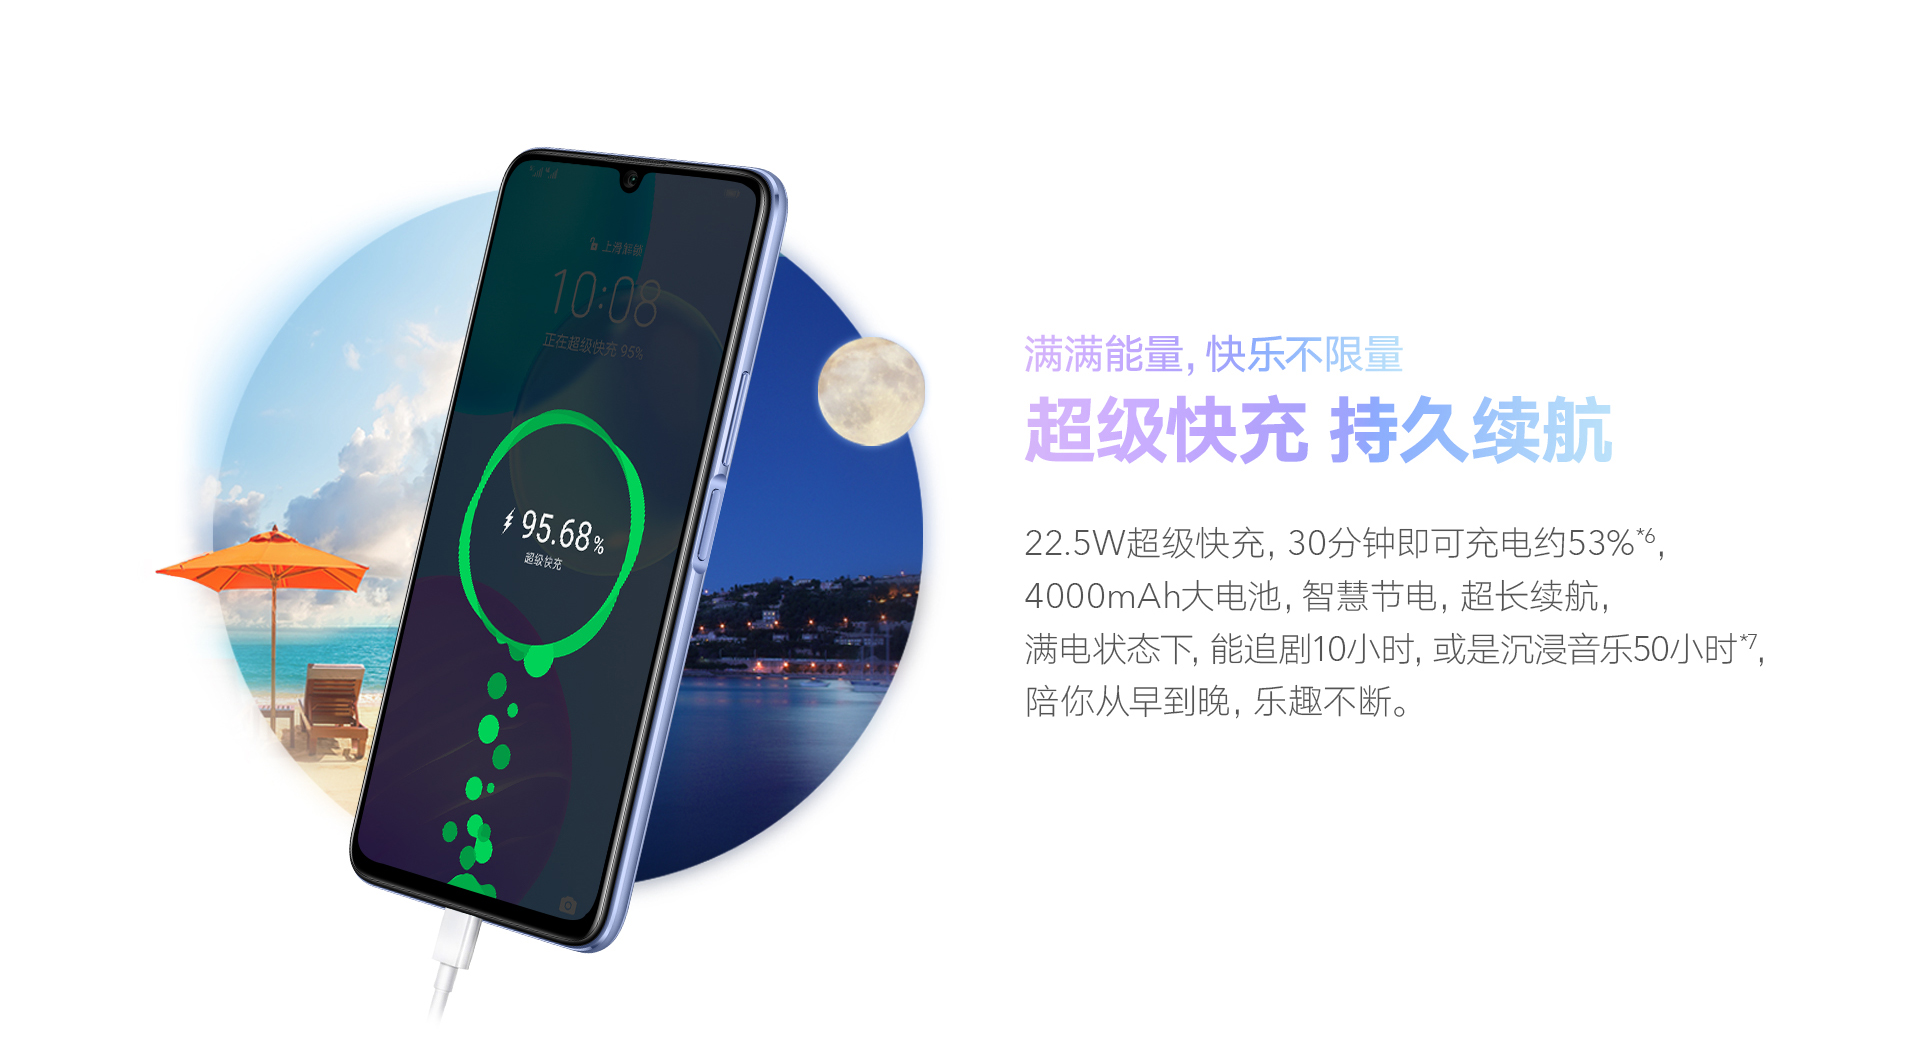 上海解锁
10:08
正在超级快充 95%
95.68%
超级快充
满满能量，快乐不限量
超级快充 持久续航
22.5W超级快充，30分钟即可充电约53%*6，
4000mAh大电池，智慧节电，超长续航，
满电状态下，能追剧10小时，或是沉浸音乐50小时*7，
陪你从早到晚，乐趣不断。